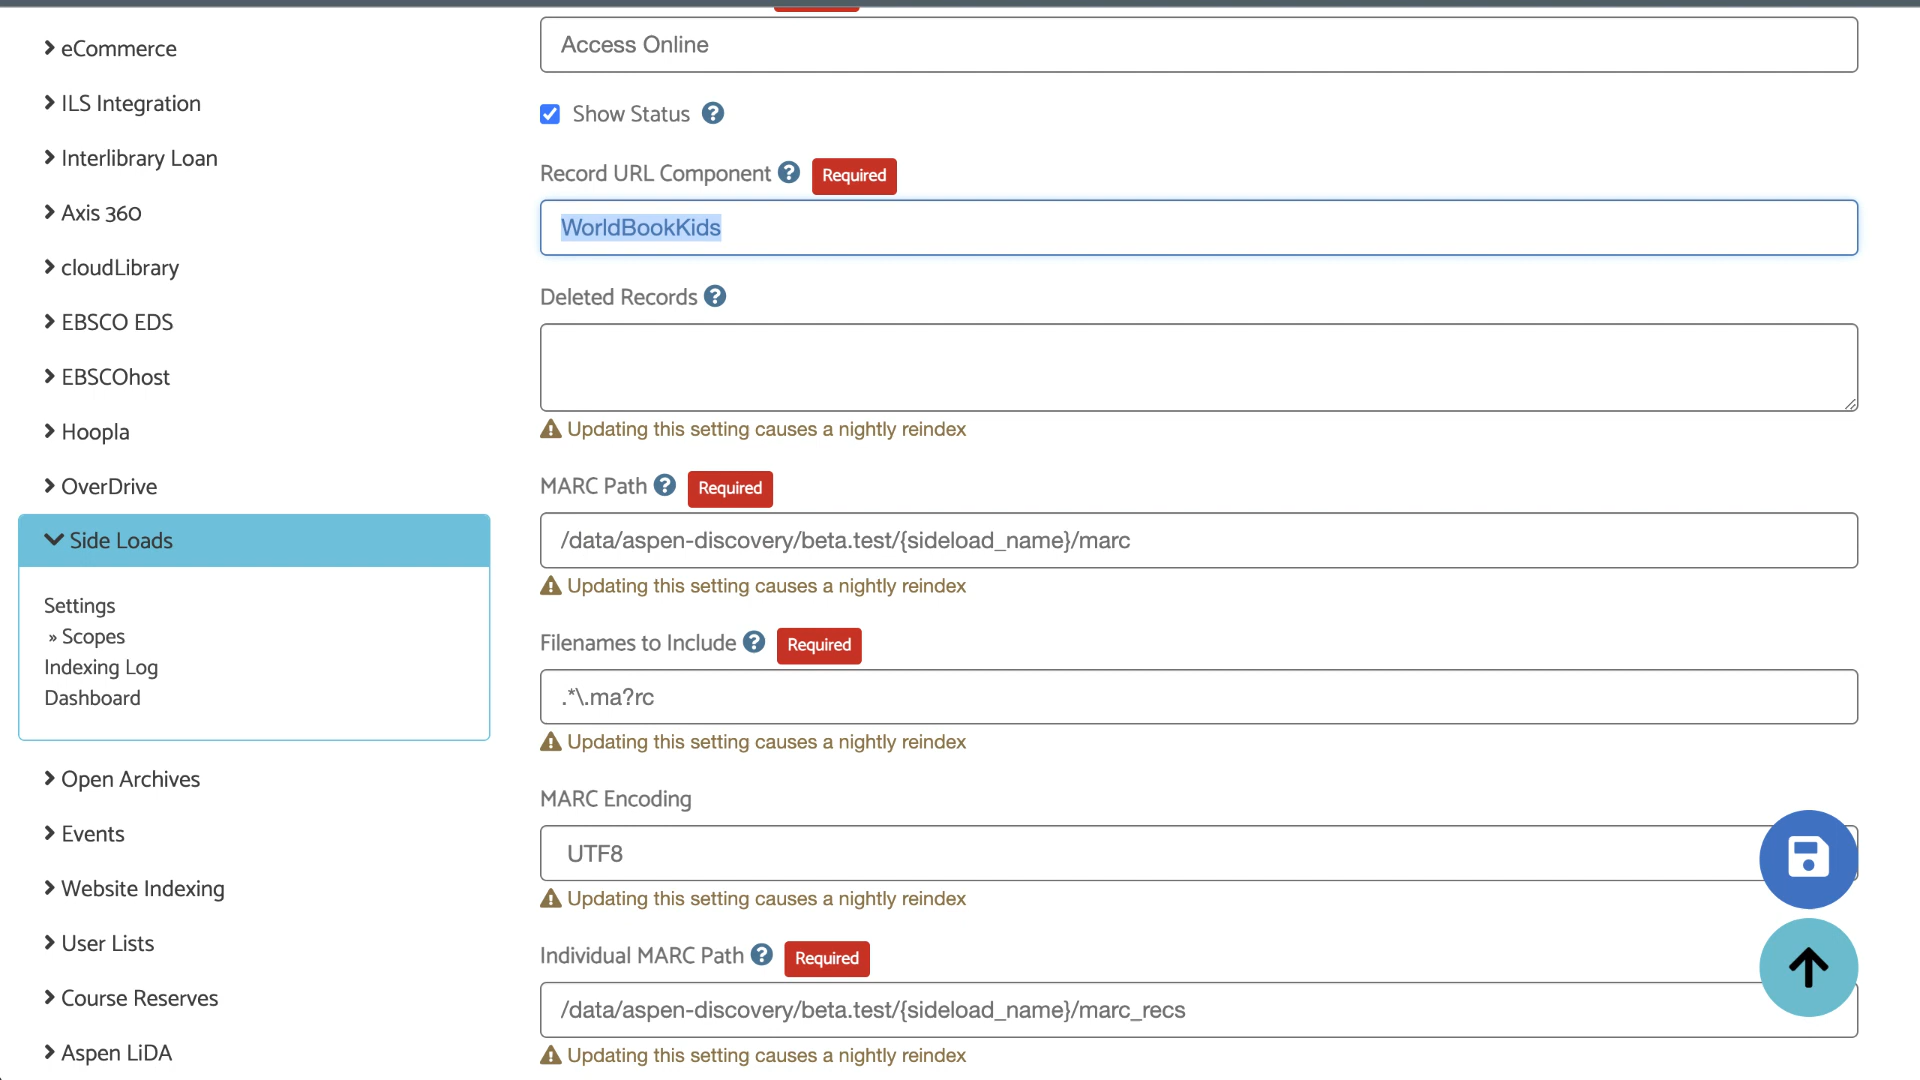 eCommerce
ILS Integration
Interlibrary Loan
Axis 360
cloudLibrary
EBSCO EDS
EBSCOhost
Hoopla
OverDrive
Side Loads
Settings
» Scopes
Indexing Log
Dashboard
Open Archives
Events
Website Indexing
User Lists
Course Reserves
Aspen LiDA
Access Online
Show Status
Record URL Component Required
WorldBookKids
Deleted Records
Updating this setting causes a nightly reindex
MARC Path Required
/data/aspen-discovery/beta.test/{sideload_name}/marc
Updating this setting causes a nightly reindex
Filenames to Include Required
.*\.ma?rc
Updating this setting causes a nightly reindex
MARC Encoding
UTF8
Updating this setting causes a nightly reindex
Individual MARC Path Required
/data/aspen-discovery/beta.test/{sideload_name}/marc_recs
Updating this setting causes a nightly reindex